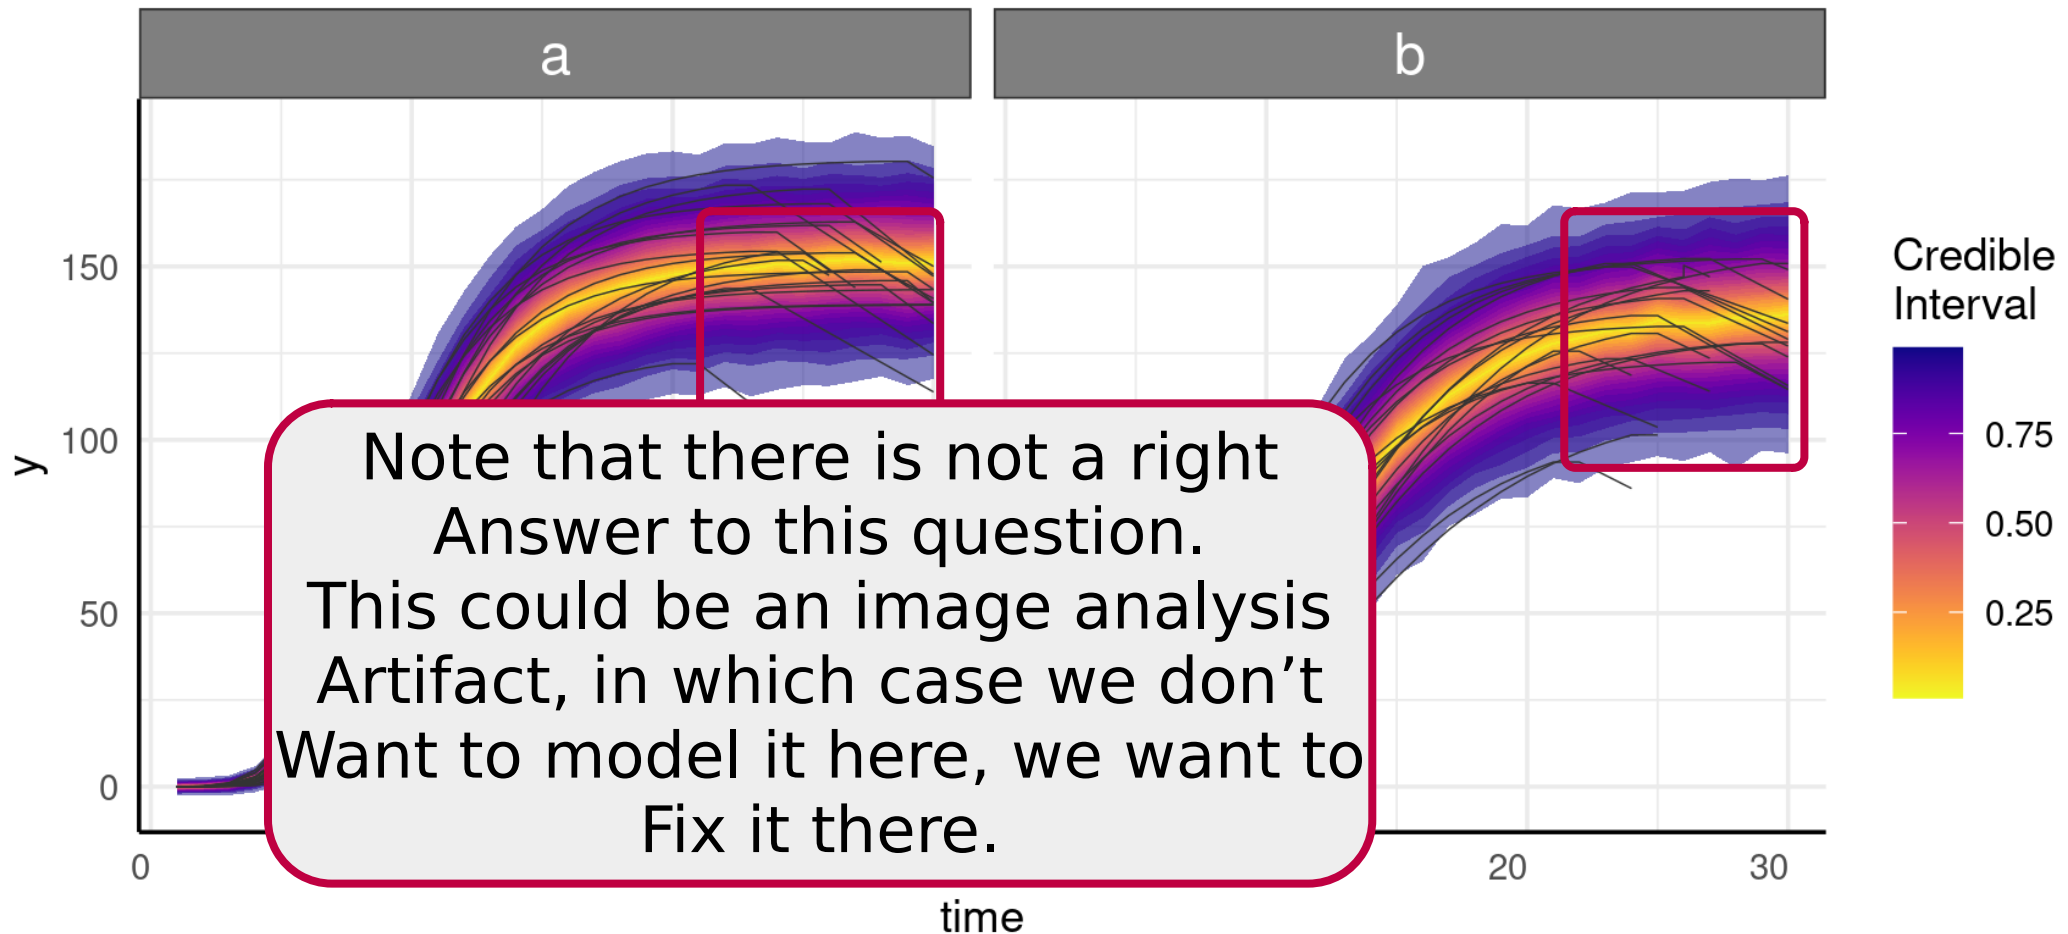 a
b
150
100
50
0
y
Note that there is not a right
Answer to this question.
This could be an image analysis
Artifact, in which case we don’t
Want to model it here, we want to
Fix it there.
0
20
30
time
Credible
Interval
0.75
0.50
0.25